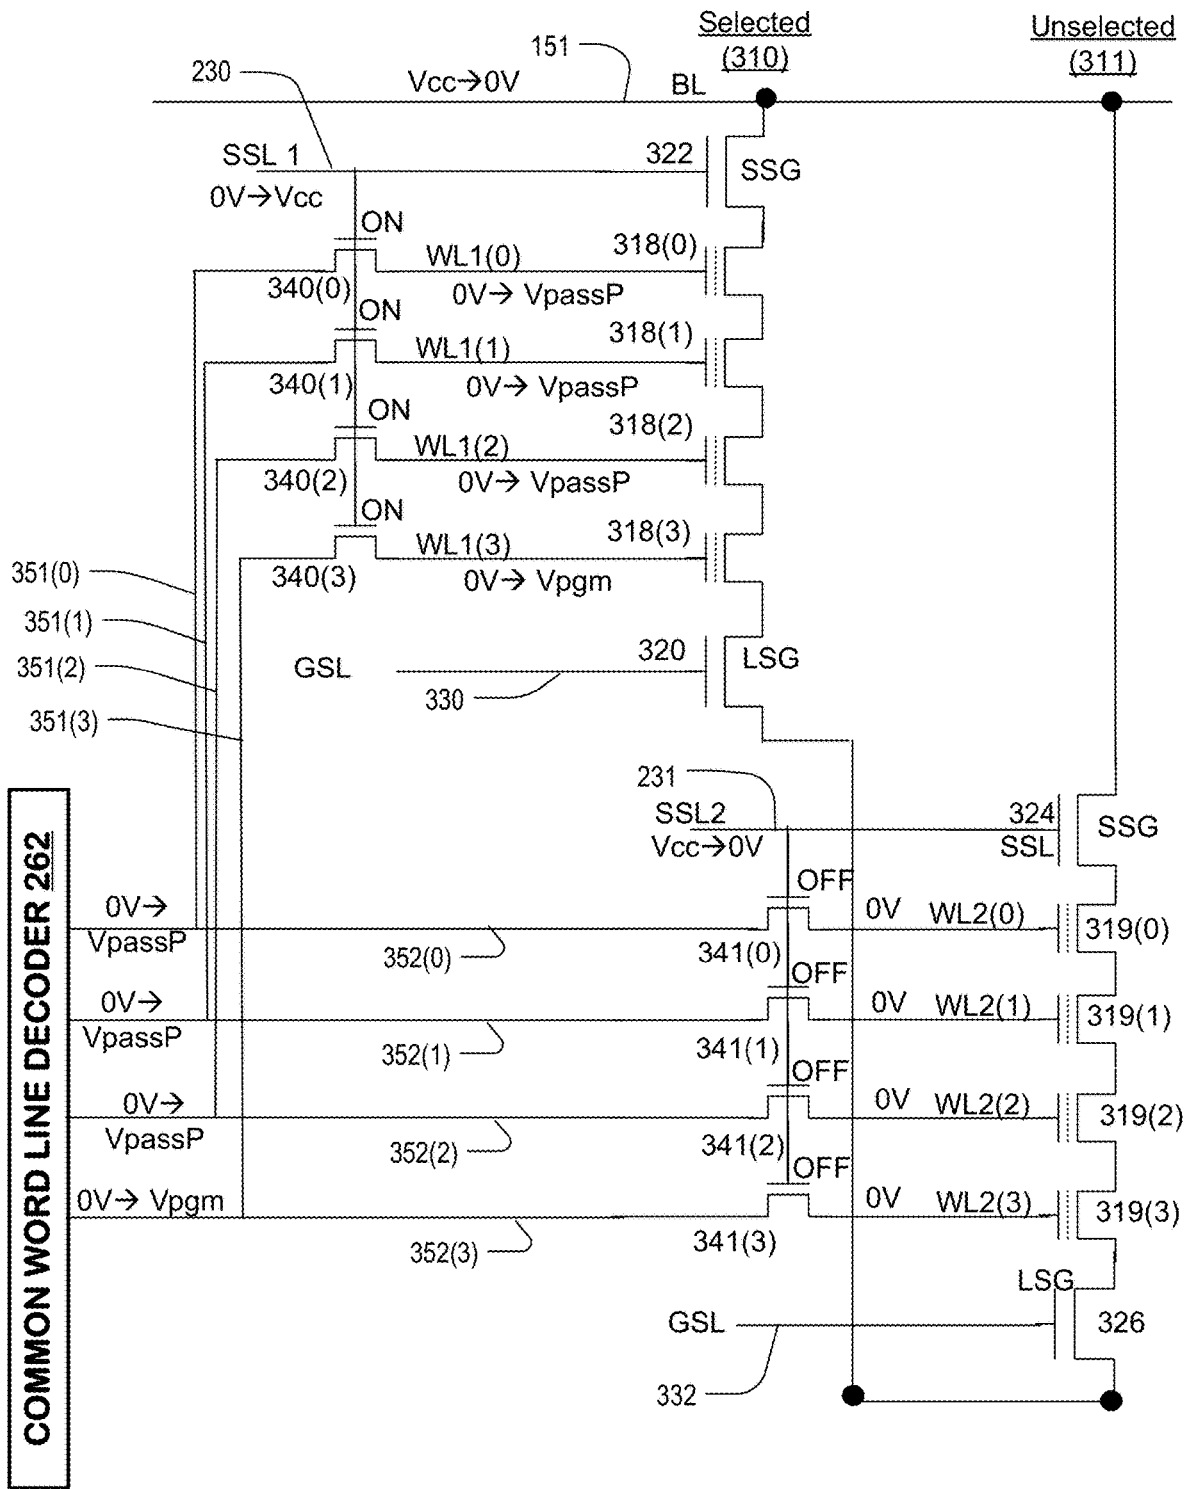 Selected
(310)
Unselected
(311)
151
230
Vcc→0V
BL
SSL 1
0V→Vcc
322
SSG
ON
WL1(0)
318(0)
340(0)
0V→ VpassP
ON
WL1(1)
318(1)
340(1)
0V→ VpassP
ON
WL1(2)
318(2)
340(2)
0V→ VpassP
ON
WL1(3)
318(3)
340(3)
0V→ Vpgm
351(0)
351(1)
351(2)
351(3)
GSL
320
LSG
330
231
SSL2
Vcc→0V
324
SSL
SSG
COMMON WORD LINE DECODER 262
0V→
VpassP
352(0)
OFF
341(0)
0V
WL2(0)
319(0)
0V→
VpassP
352(1)
OFF
341(1)
0V
WL2(1)
319(1)
0V→
VpassP
352(2)
OFF
341(2)
0V
WL2(2)
319(2)
0V→ Vpgm
352(3)
OFF
341(3)
0V
WL2(3)
319(3)
LSG
GSL
326
332